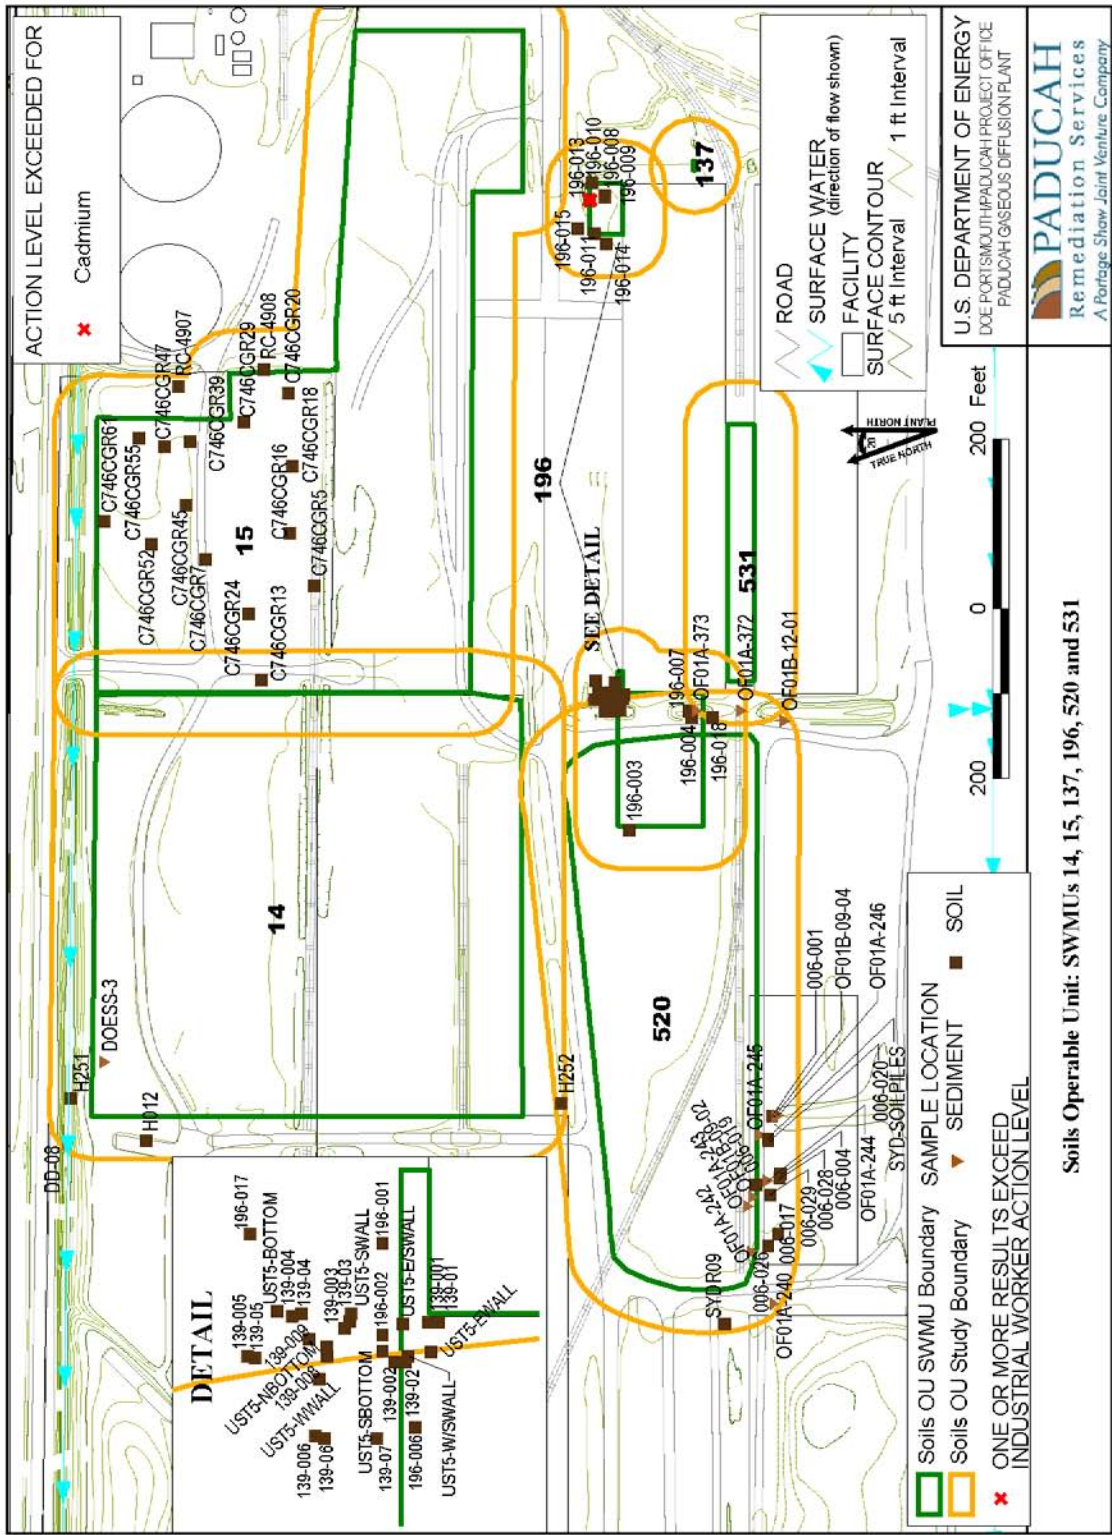 ACTION LEVEL EXCEEDED FOR
Cadmium
DD-08
H251
H012
DOESS-3
14
H252
C746CGR61
C746CGR55
C746CGR47
RC-4907
C746CGR52
C746CGR45
C746CGR39
C746CGR7
15
C746CGR29
RC-4908
C746CGR20
C746CGR24
C746CGR16
C746CGR18
C746CGR13
C746CGR5
DETAIL
139-005
139-05
196-017
UST5-BOTTOM
139-004
139-04
139-009
139-003
139-03
UST5-NBOTTOM
139-008
UST5-WWALL
UST5-SWALL
139-006
139-06
196-002
196-001
UST5-SBOTTOM
139-07
139-002
139-02
UST5-E/SWALL
139-001
139-01
196-006
UST5-W/SWALL
UST5-EWALL
196
SEE DETAIL
196-015
196-013
196-010
196-008
196-009
196-011
196-014
137
196-003
196-007
OF01A-373
196-004
196-018
OF01A-372
531
OF01B-12-01
520
SYDR09
OF01A-242
OF01A-243
006-019
OF01A-245
006-026
OF01A-240
006-017
006-029
006-028
006-004
OF01A-244
SYD-SOILPILES
006-020
OF01A-246
OF01B-09-04
006-001
TRUE NORTH
PLANT NORTH
20
200
0
200 Feet
Soils OU SWMU Boundary
Soils OU Study Boundary
SAMPLE LOCATION
SEDIMENT
SOIL
ONE OR MORE RESULTS EXCEED
INDUSTRIAL WORKER ACTION LEVEL
ROAD
SURFACE WATER
(direction of flow shown)
FACILITY
SURFACE CONTOUR
5 ft Interval
1 ft Interval
U.S. DEPARTMENT OF ENERGY
DOE PORTSMOUTH/PADUCAH PROJECT OFFICE
PADUCAH GASEOUS DIFFUSION PLANT
PADUCAH
Remediation Services
A Portage Shaw Joint Venture Company
Soils Operable Unit: SWMUs 14, 15, 137, 196, 520 and 531